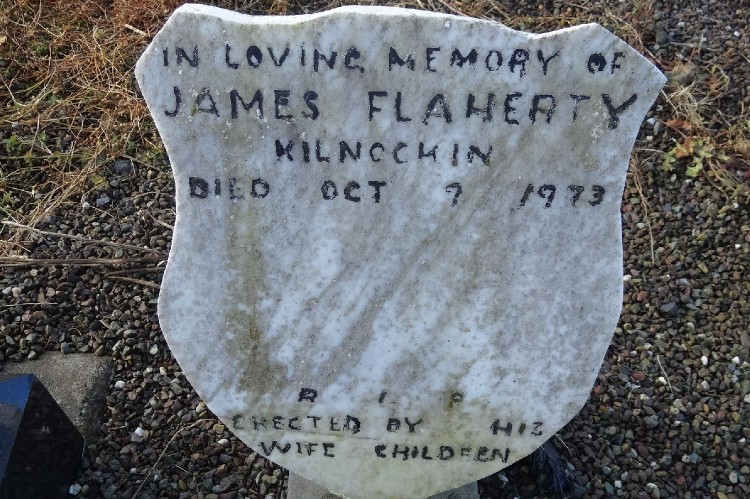 IN LOVING MEMORY OF
JAMES FLAHERTY
KILNOCKIN
DIED OCT 7 1973
R. I. P.
ERECTED BY HIS
WIFE CHILDREN